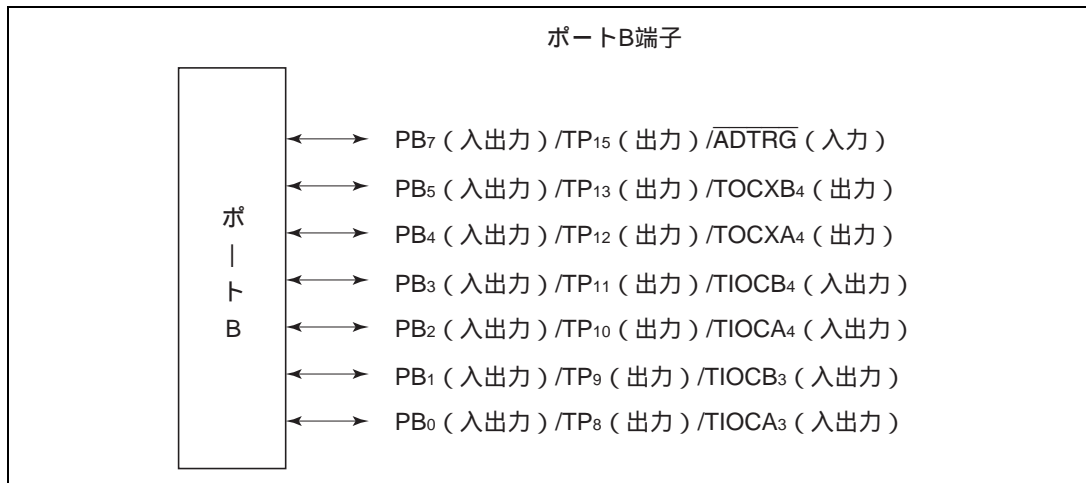 ポートB端子
ポートB
PB7（入出力）/TP15（出力）/ADTRG（入力）
PB5（入出力）/TP13（出力）/TOCXB4（出力）
PB4（入出力）/TP12（出力）/TOCXA4（出力）
PB3（入出力）/TP11（出力）/TIOCB4（入出力）
PB2（入出力）/TP10（出力）/TIOCA4（入出力）
PB1（入出力）/TP9（出力）/TIOCB3（入出力）
PB0（入出力）/TP8（出力）/TIOCA3（入出力）